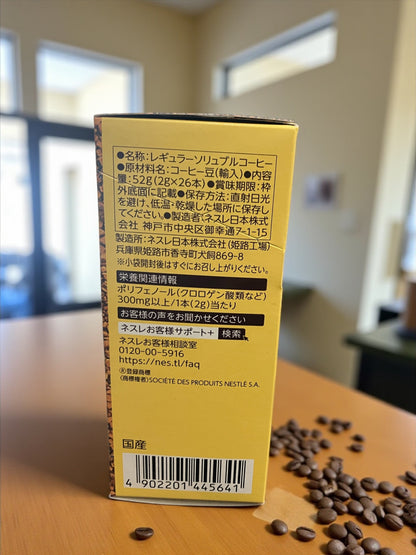 ●名称:レギュラーソリュブルコーヒー
●原材料名:コーヒー豆(輸入)●内容
量:52g(2g×26本)●賞味期限:枠
外底面に記載●保存方法:直射日光
を避け、低温・乾燥した場所に保存し
てください。●製造者:ネスレ日本株式
会社 神戸市中央区御幸通7-1-15
製造所:ネスレ日本株式会社(姫路工場)
兵庫県姫路市香寺町犬飼869-8
※小袋開封後はすぐにお召し上がりください。
栄養関連情報
ポリフェノール(クロロゲン酸類など)
300mg以上/1本(2g)当たり
お客様の声をお聞かせください
ネスレお客様サポート+ 検索
ネスレお客様相談室
0120-00-5916
https://nes.tl/faq
®登録商標
(商標権者)SOCIÉTÉ DES PRODUITS NESTLÉ S.A.
国産
4 902201 445641